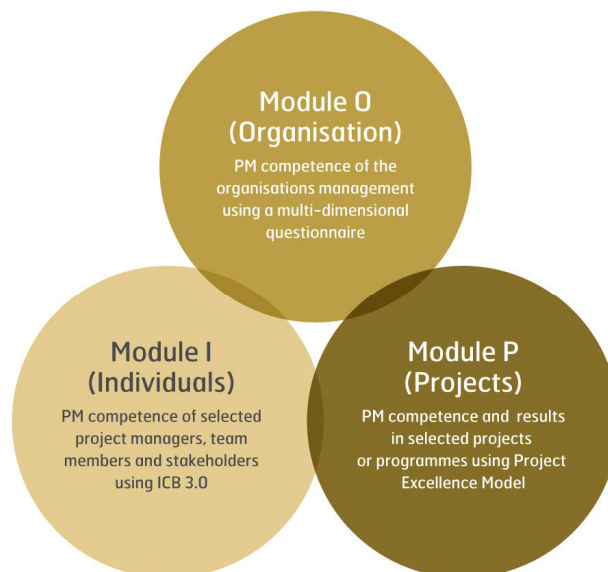 Module O
(Organisation)
PM competence of the
organisations management
using a multi-dimensional
questionnaire
Module I
(Individuals)
PM competence of selected
project managers, team
members and stakeholders
using ICB 3.0
Module P
(Projects)
PM competence and results
in selected projects
or programmes using Project
Excellence Model